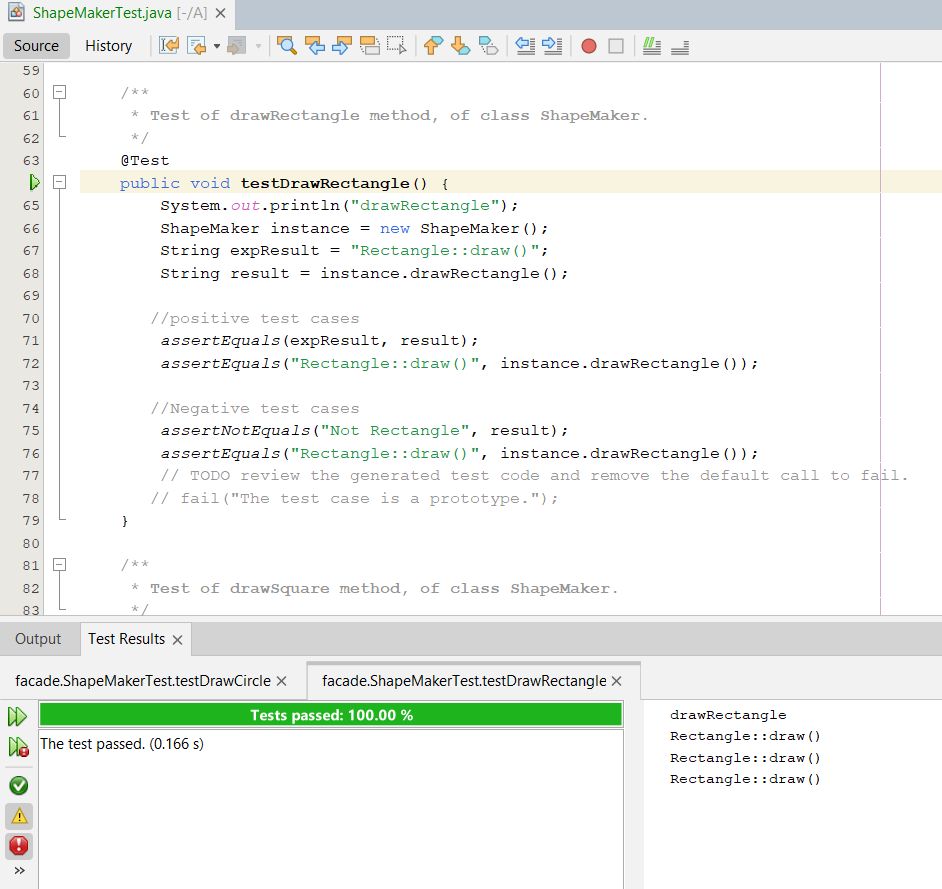 ShapeMakerTest.java [-/A]
Source History
59
60 /**
61 * Test of drawRectangle method, of class ShapeMaker.
62 */
63 @Test
public void testDrawRectangle() {
65 System.out.println("drawRectangle");
66 ShapeMaker instance = new ShapeMaker();
67 String expResult = "Rectangle::draw()";
68 String result = instance.drawRectangle();
69
70 //positive test cases
71 assertEquals(expResult, result);
72 assertEquals("Rectangle::draw()", instance.drawRectangle());
73
74 //Negative test cases
75 assertNotEquals("Not Rectangle", result);
76 assertEquals("Rectangle::draw()", instance.drawRectangle());
77 // TODO review the generated test code and remove the default call to fail.
78 // fail("The test case is a prototype.");
79 }
80
81 /**
82 * Test of drawSquare method, of class ShapeMaker.
83 */
Output Test Results
facade.ShapeMakerTest.testDrawCircle facade.ShapeMakerTest.testDrawRectangle
Tests passed: 100.00 %
The test passed. (0.166 s)
drawRectangle
Rectangle::draw()
Rectangle::draw()
Rectangle::draw()